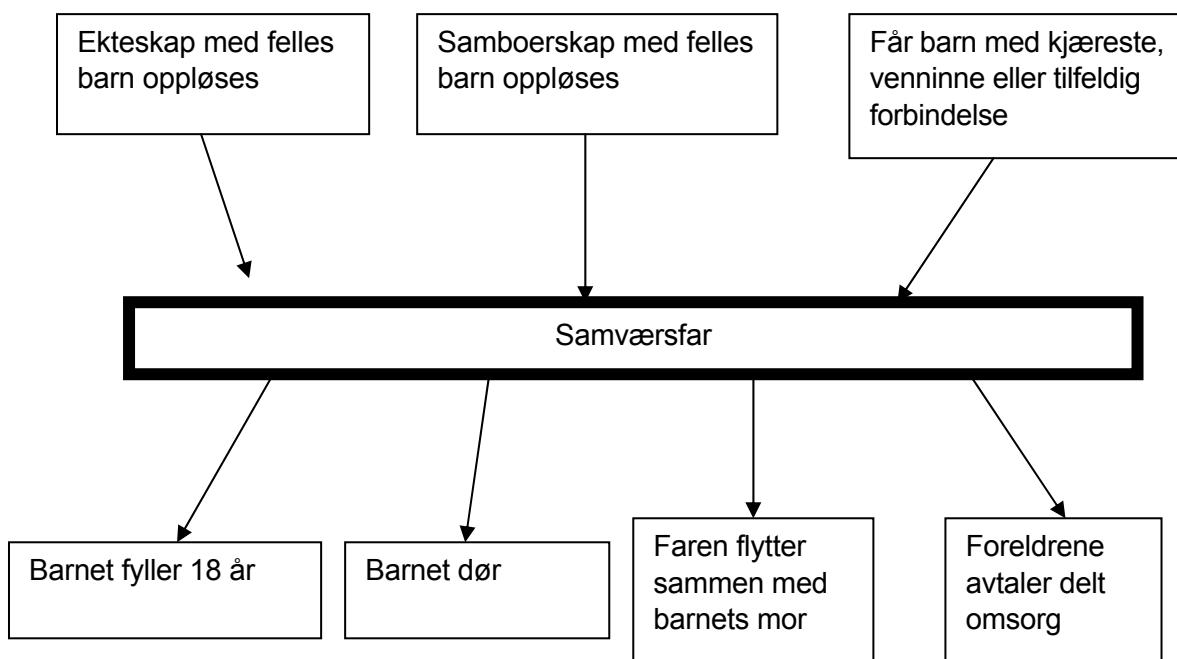 Ekteskap med felles
barn oppløses
Samboerskap med felles
barn oppløses
Får barn med kjæreste,
venninne eller tilfeldig
forbindelse
Samværsfar
Barnet fyller 18 år
Barnet dør
Faren flytter
sammen med
barnets mor
Foreldrene
avtaler delt
omsorg